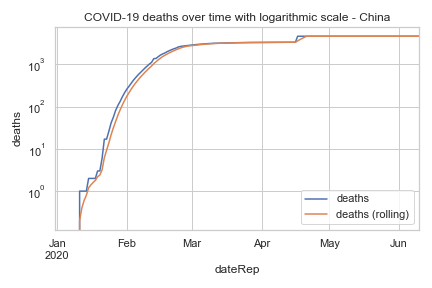 COVID-19 deaths over time with logarithmic scale - China
deaths
10³
10²
10¹
10⁰
deaths
deaths (rolling)
Jan Feb Mar Apr May Jun
2020
dateRep